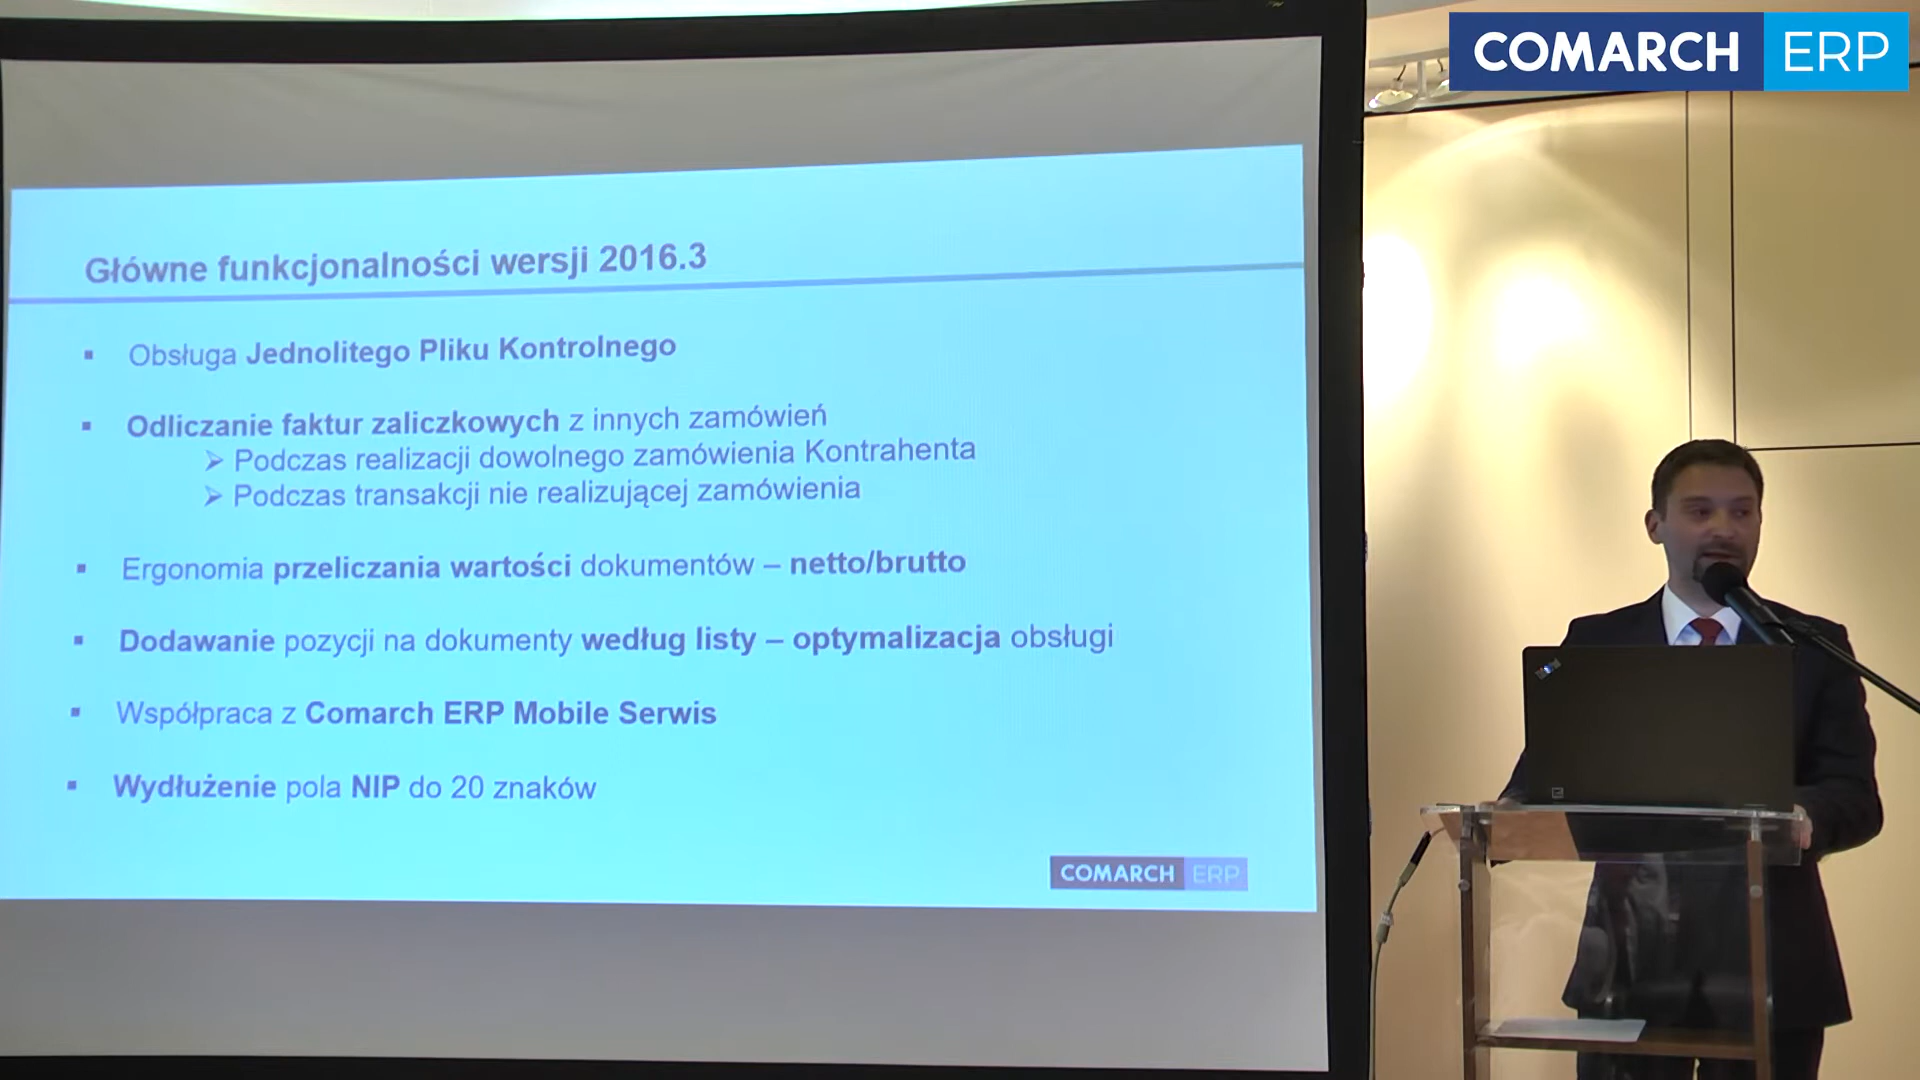 COMARCH ERP
Główne funkcjonalności wersji 2016.3
▪ Obsługa Jednolitego Pliku Kontrolnego
▪ Odliczanie faktur zaliczkowych z innych zamówień
➢ Podczas realizacji dowolnego zamówienia Kontrahenta
➢ Podczas transakcji nie realizującej zamówienia
▪ Ergonomia przeliczania wartości dokumentów – netto/brutto
▪ Dodawanie pozycji na dokumenty według listy – optymalizacja obsługi
▪ Współpraca z Comarch ERP Mobile Serwis
▪ Wydłużenie pola NIP do 20 znaków
COMARCH ERP